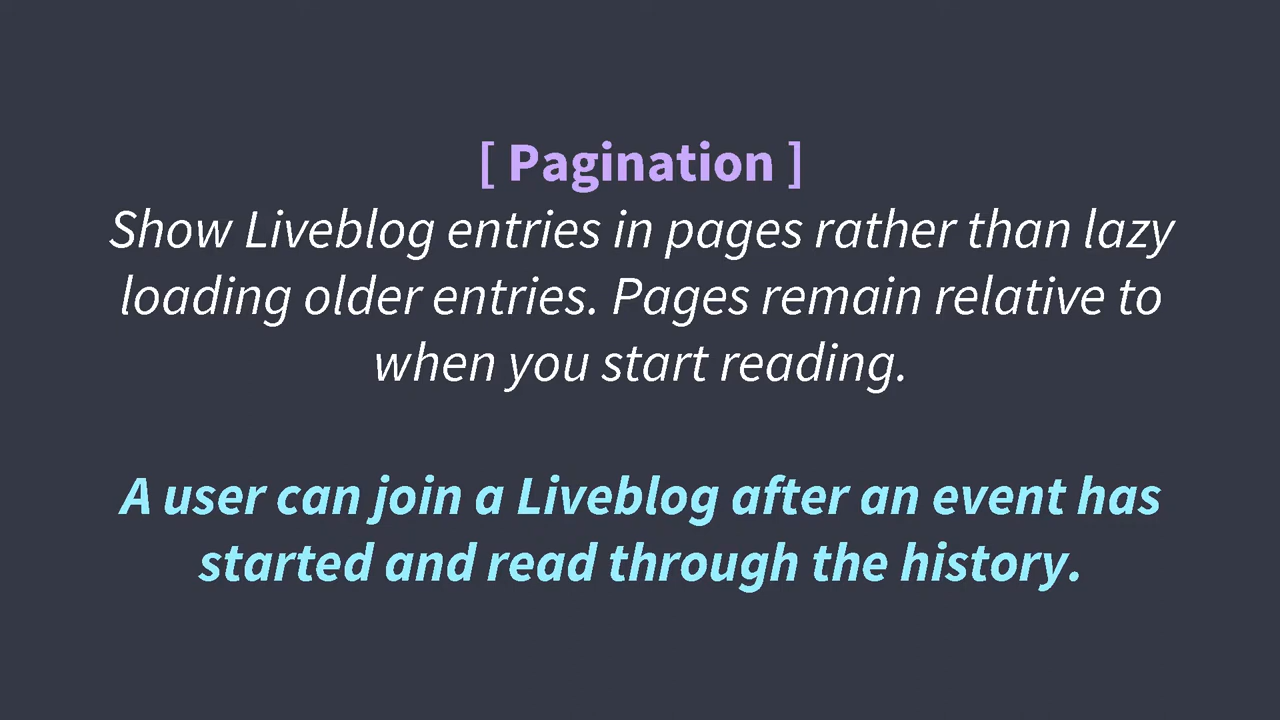 [ Pagination ]
Show Liveblog entries in pages rather than lazy
loading older entries. Pages remain relative to
when you start reading.
A user can join a Liveblog after an event has
started and read through the history.